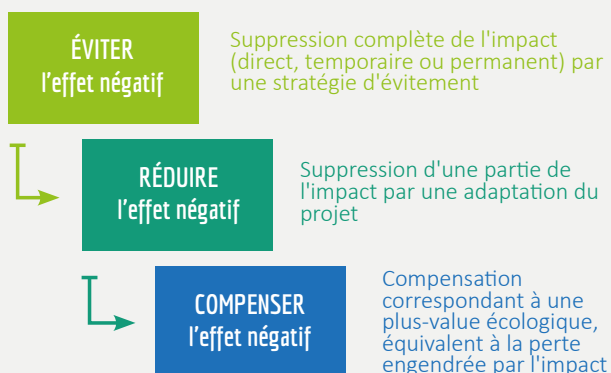 ÉVITER
l'effet négatif
Suppression complète de l'impact
(direct, temporaire ou permanent) par
une stratégie d'évitement
RÉDUIRE
l'effet négatif
Suppression d'une partie de
l'impact par une adaptation du
projet
COMPENSER
l'effet négatif
Compensation
correspondant à une
plus-value écologique,
équivalent à la perte
engendrée par l'impact